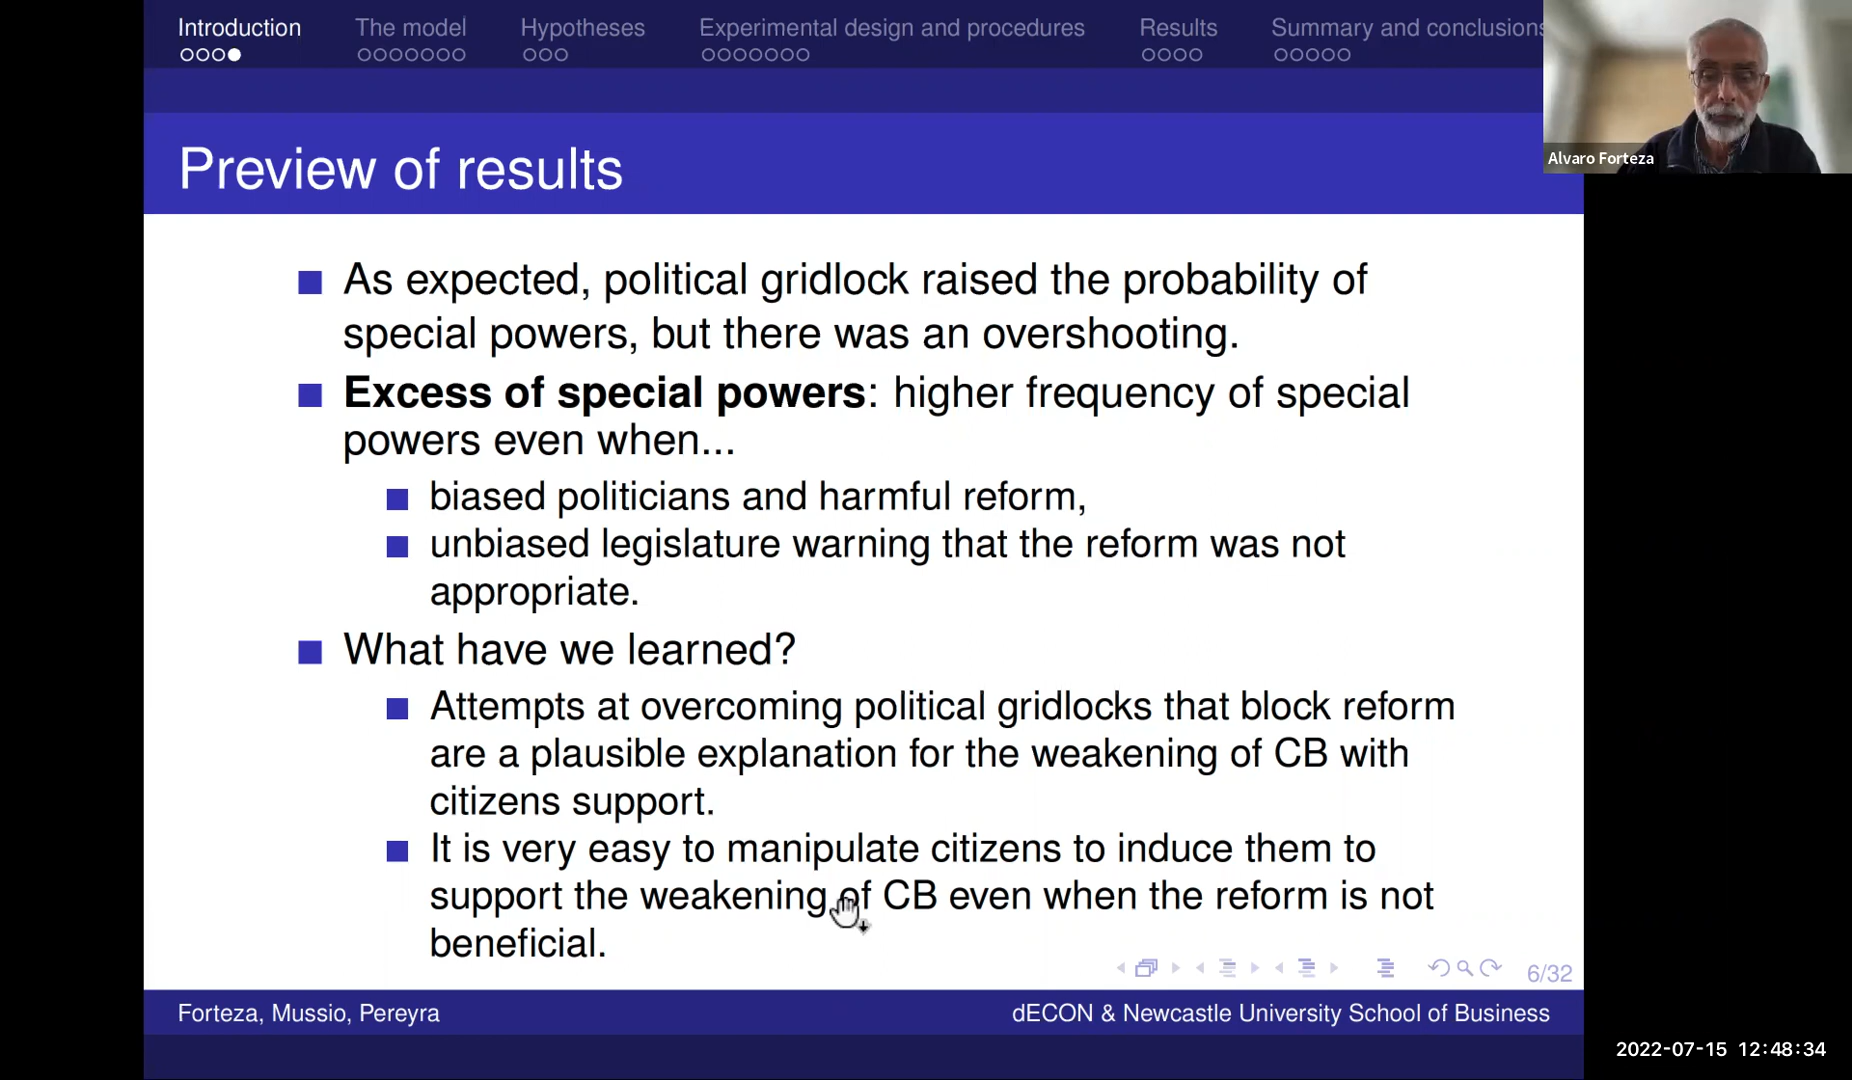 Introduction The model Hypotheses Experimental design and procedures Results Summary and conclusions
Alvaro Forteza
Preview of results
As expected, political gridlock raised the probability of
special powers, but there was an overshooting.
Excess of special powers: higher frequency of special
powers even when...
biased politicians and harmful reform,
unbiased legislature warning that the reform was not
appropriate.
What have we learned?
Attempts at overcoming political gridlocks that block reform
are a plausible explanation for the weakening of CB with
citizens support.
It is very easy to manipulate citizens to induce them to
support the weakening of CB even when the reform is not
beneficial.
6/32
Forteza, Mussio, Pereyra dECON & Newcastle University School of Business
2022-07-15 12:48:34